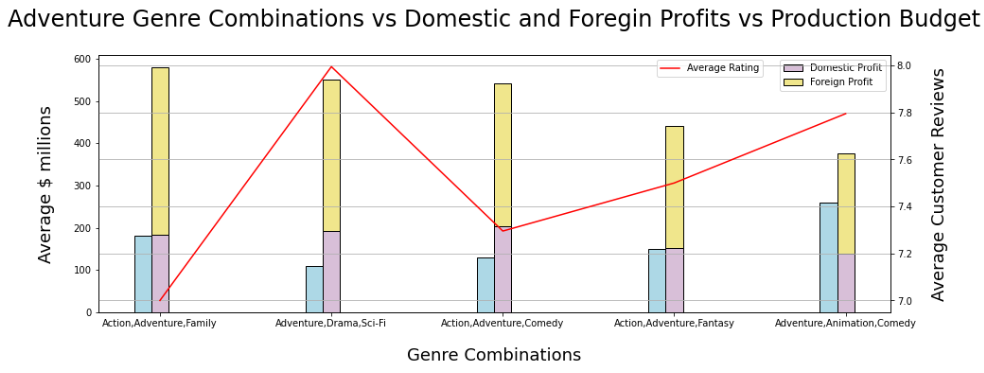 Adventure Genre Combinations vs Domestic and Foregin Profits vs Production Budget
Average Rating
Domestic Profit
Foreign Profit
Average $ millions
600
500
400
300
200
100
0
8.0
7.8
7.6
7.4
7.2
7.0
Average Customer Reviews
Action,Adventure,Family
Adventure,Drama,Sci-Fi
Action,Adventure,Comedy
Action,Adventure,Fantasy
Adventure,Animation,Comedy
Genre Combinations